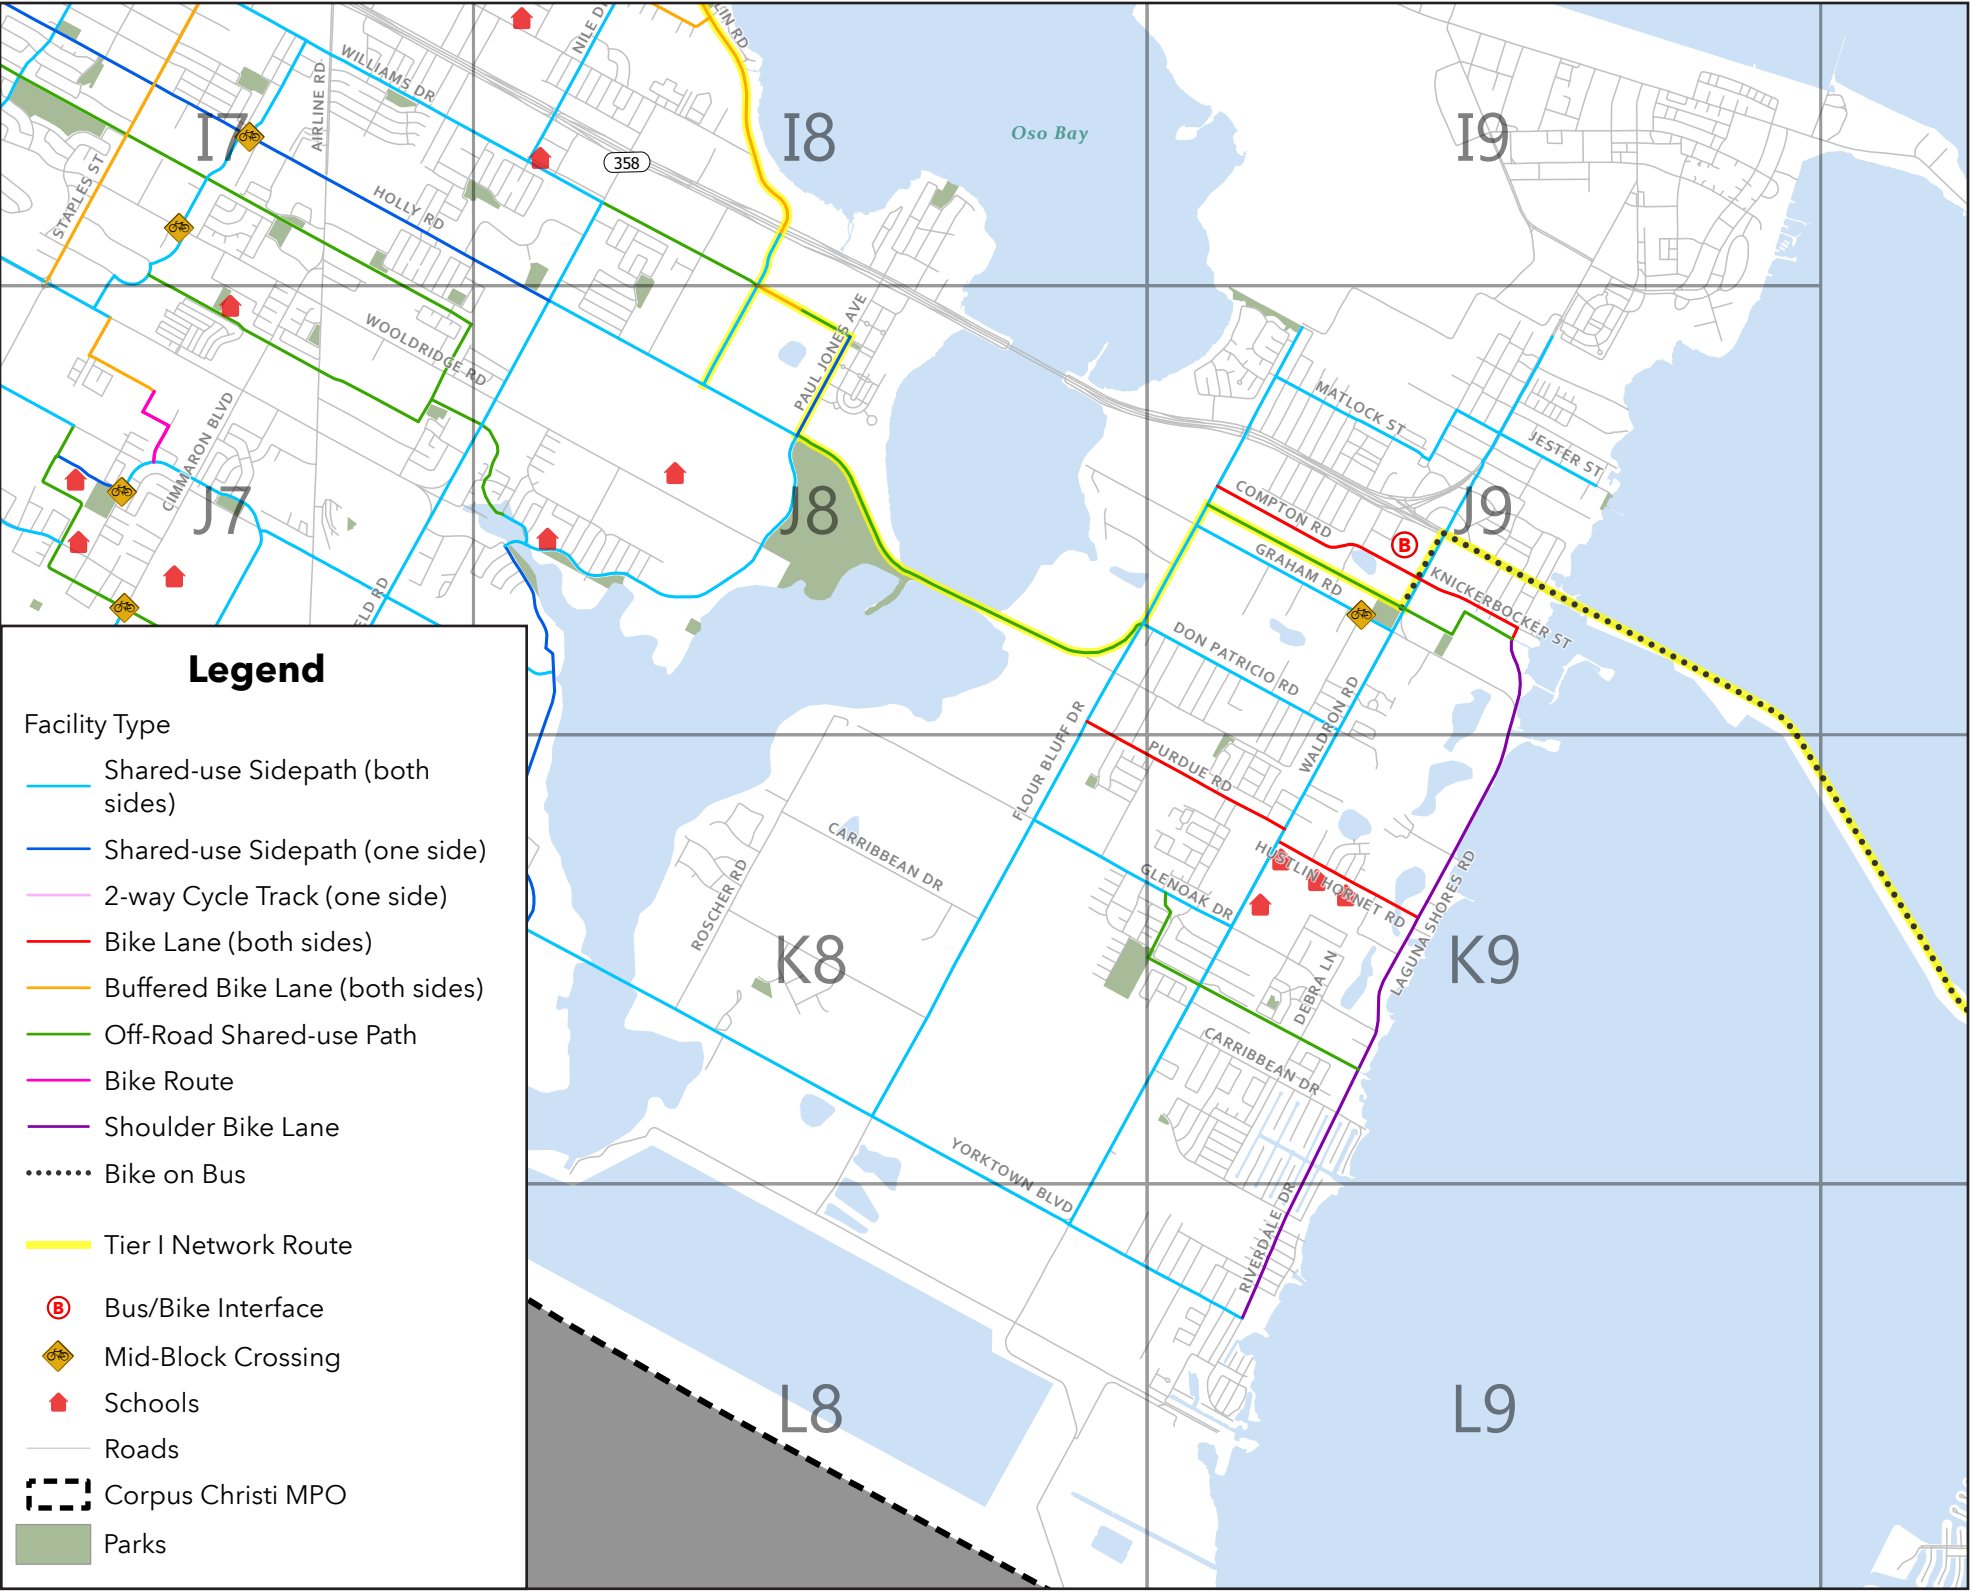 LIN RD
NILE D
WILLIAMS DR
AIRLINE RD
I7
I8
Oso Bay
I9
358
STAPLES ST
HOLLY RD
WOOLDRIDGE RD
PAUL JONES AVE
MATLOCK ST
JESTER ST
CIMMARON BLVD
J7
J8
COMPTON RD
J9
B
GRAHAM RD
KNICKERBOCKER ST
ELD RD
DON PATRICIO RD
WALDRON RD
FLOUR BLUFF DR
PURDUE RD
CARRIBBEAN DR
ROSCHER RD
GLENOAK DR
HUSTLIN HORNET RD
LAGUNA SHORES RD
K8
K9
DEBRA LN
CARRIBBEAN DR
YORKTOWN BLVD
RIVERDALE DR
L8
L9
Legend
Facility Type
Shared-use Sidepath (both
sides)
Shared-use Sidepath (one side)
2-way Cycle Track (one side)
Bike Lane (both sides)
Buffered Bike Lane (both sides)
Off-Road Shared-use Path
Bike Route
Shoulder Bike Lane
Bike on Bus
Tier I Network Route
B
Bus/Bike Interface
Mid-Block Crossing
Schools
Roads
Corpus Christi MPO
Parks